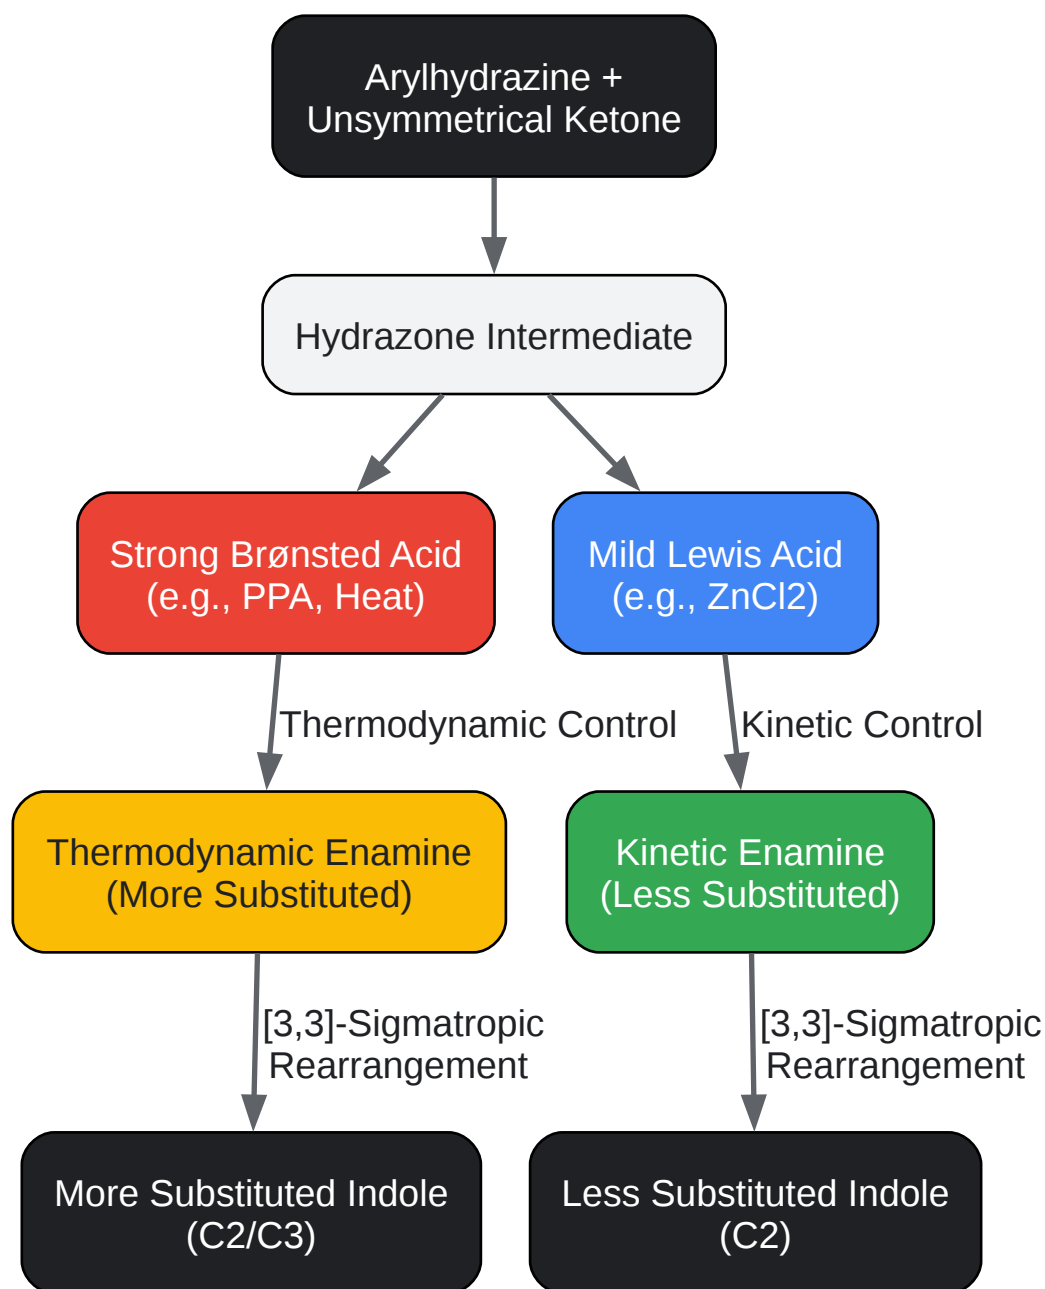 Arylhydrazine +
Unsymmetrical Ketone
Hydrazone Intermediate
Strong Brønsted Acid
(e.g., PPA, Heat)
Mild Lewis Acid
(e.g., ZnCl2)
Thermodynamic Control
Kinetic Control
Thermodynamic Enamine
(More Substituted)
Kinetic Enamine
(Less Substituted)
[3,3]-Sigmatropic
Rearrangement
[3,3]-Sigmatropic
Rearrangement
More Substituted Indole
(C2/C3)
Less Substituted Indole
(C2)